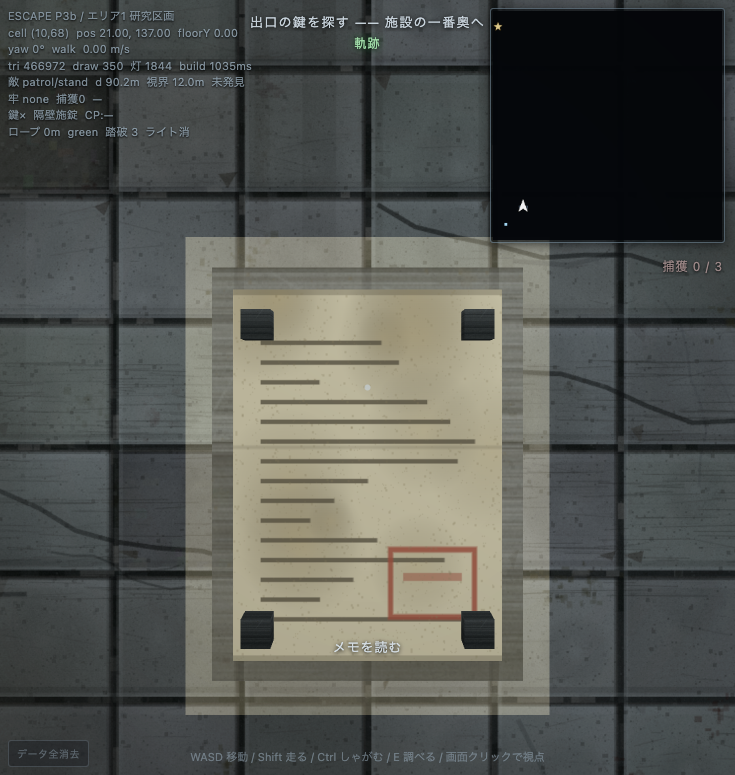 ESCAPE P3b / エリア1 研究区画
cell (10,68) pos 21.00, 137.00 floorY 0.00
yaw 0° walk 0.00 m/s
tri 466972 draw 350 灯 1844 build 1035ms
敵 patrol/stand d 90.2m 視界 12.0m 未発見
牢 none 捕獲0 —
鍵× 隔壁施錠 CP:—
ロープ 0m green 踏破 3 ライト消
出口の鍵を探す —— 施設の一番奥へ
軌跡
捕獲 0 / 3
メモを読む
データ全消去
WASD 移動 / Shift 走る / Ctrl しゃがむ / E 調べる / 画面クリックで視点